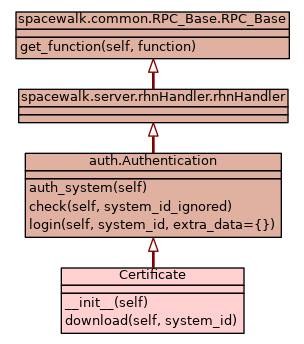 spacewalk.common.RPC_Base.RPC_Base
get_function(self, function)
spacewalk.server.rhnHandler.rhnHandler
auth.Authentication
auth_system(self)
check(self, system_id_ignored)
login(self, system_id, extra_data={})
Certificate
__init__(self)
download(self, system_id)